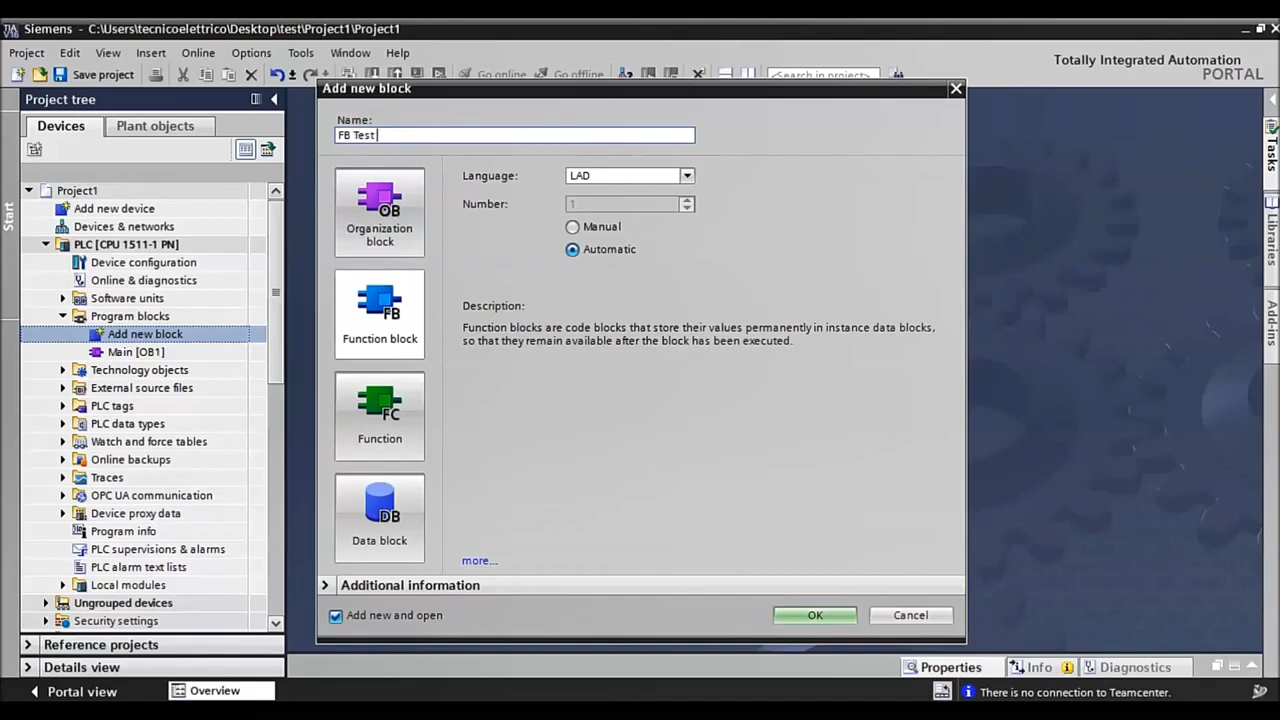 Siemens - C:\Users\tecnicoelettrico\Desktop\test\Project1\Project1
Project Edit View Insert Online Options Tools Window Help
Totally Integrated Automation
PORTAL
Save project
Go online
Go offline
<Search in project>
Project tree
Devices
Plant objects
Start
Project1
Add new device
Devices & networks
PLC [CPU 1511-1 PN]
Device configuration
Online & diagnostics
Software units
Program blocks
Add new block
Main [OB1]
Technology objects
External source files
PLC tags
PLC data types
Watch and force tables
Online backups
Traces
OPC UA communication
Device proxy data
Program info
PLC supervisions & alarms
PLC alarm text lists
Local modules
Ungrouped devices
Security settings
Reference projects
Details view
Add new block
Name:
FB Test
OB
Organization
block
FB
Function block
FC
Function
DB
Data block
Language:
LAD
Number:
1
Manual
Automatic
Description:
Function blocks are code blocks that store their values permanently in instance data blocks,
so that they remain available after the block has been executed.
more...
Additional information
Add new and open
OK
Cancel
Tasks
Libraries
Add-ins
Properties
Info
Diagnostics
Portal view
Overview
There is no connection to Teamcenter.